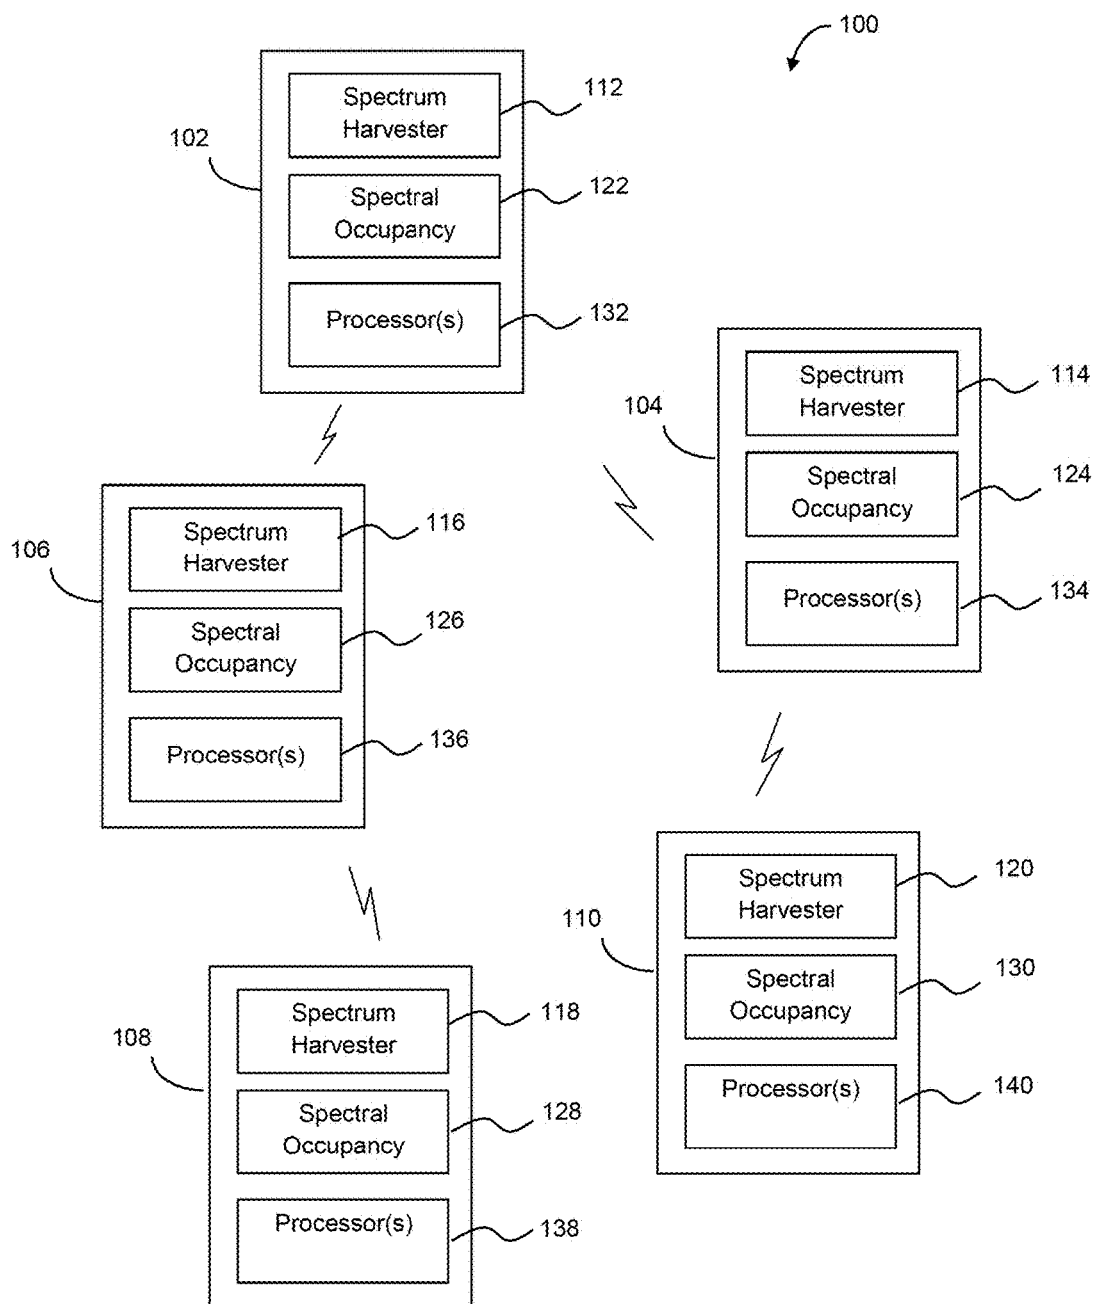 100
102
Spectrum
Harvester
112
Spectral
Occupancy
122
Processor(s)
132
104
Spectrum
Harvester
114
Spectral
Occupancy
124
Processor(s)
134
106
Spectrum
Harvester
116
Spectral
Occupancy
126
Processor(s)
136
110
Spectrum
Harvester
120
Spectral
Occupancy
130
Processor(s)
140
108
Spectrum
Harvester
118
Spectral
Occupancy
128
Processor(s)
138